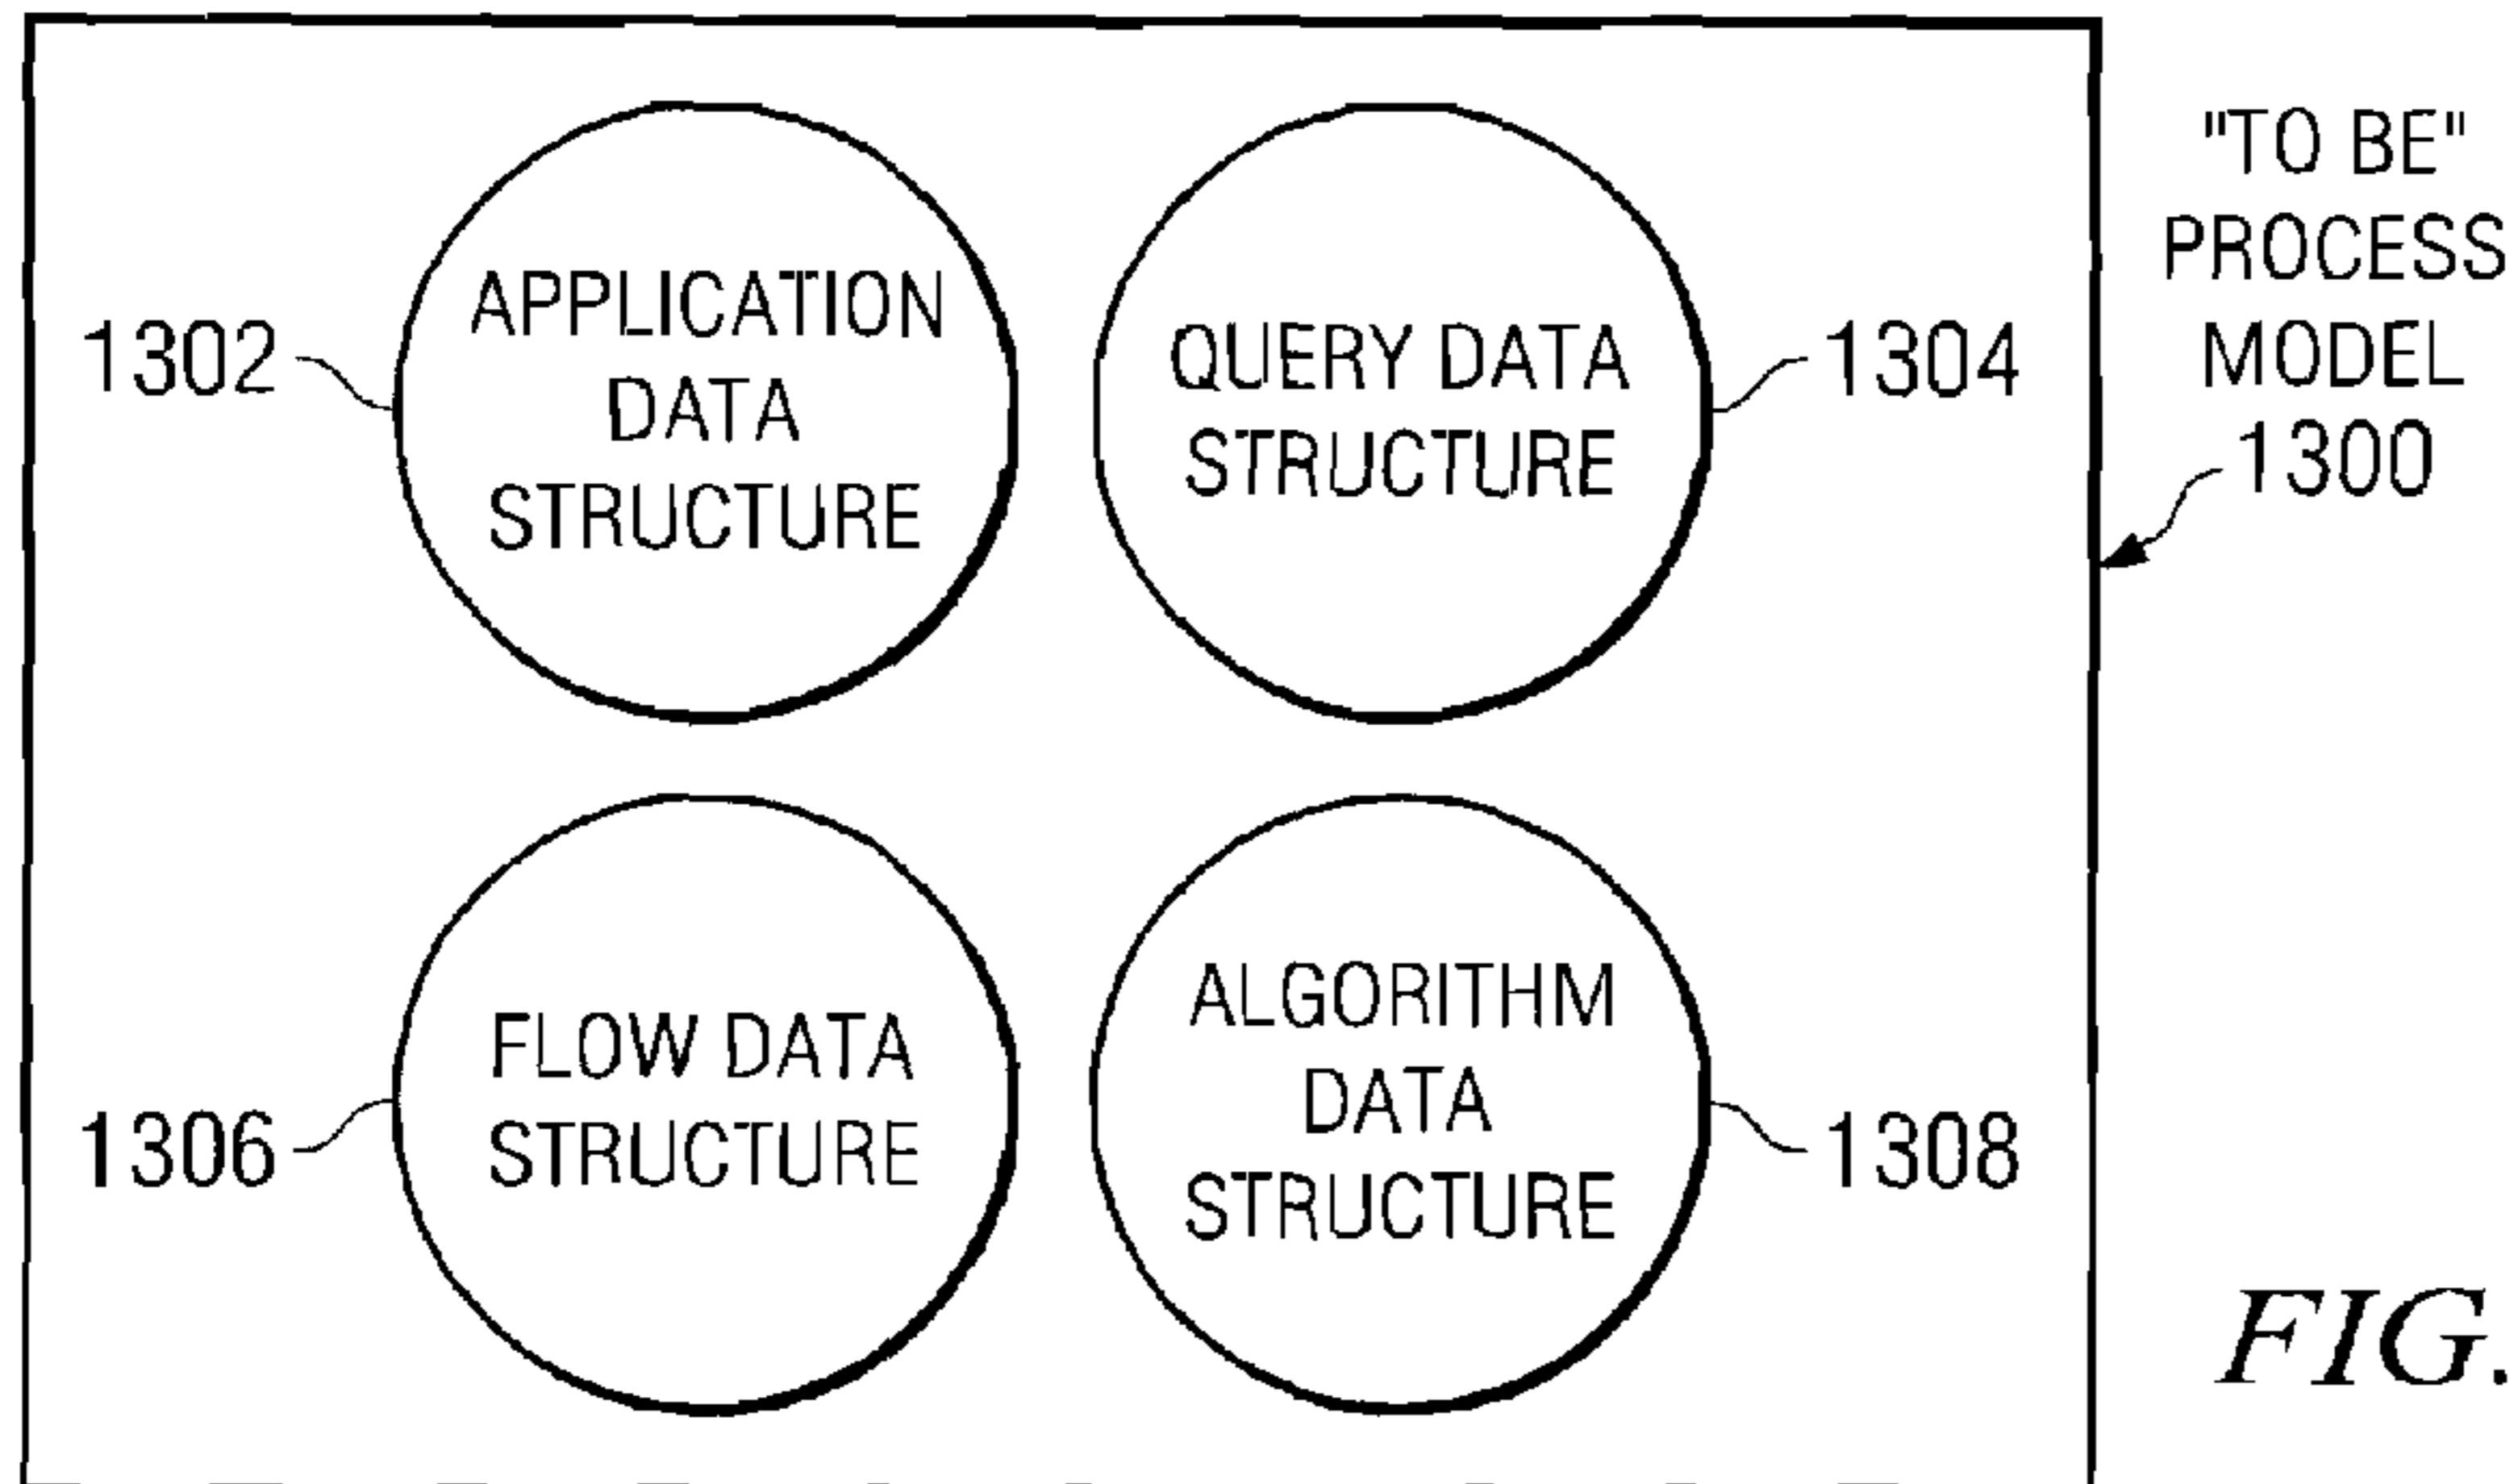 "TO BE"
PROCESS
MODEL
1300
1302
APPLICATION
DATA
STRUCTURE
QUERY DATA
STRUCTURE
1304
1306
FLOW DATA
STRUCTURE
ALGORITHM
DATA
STRUCTURE
1308
FIG.